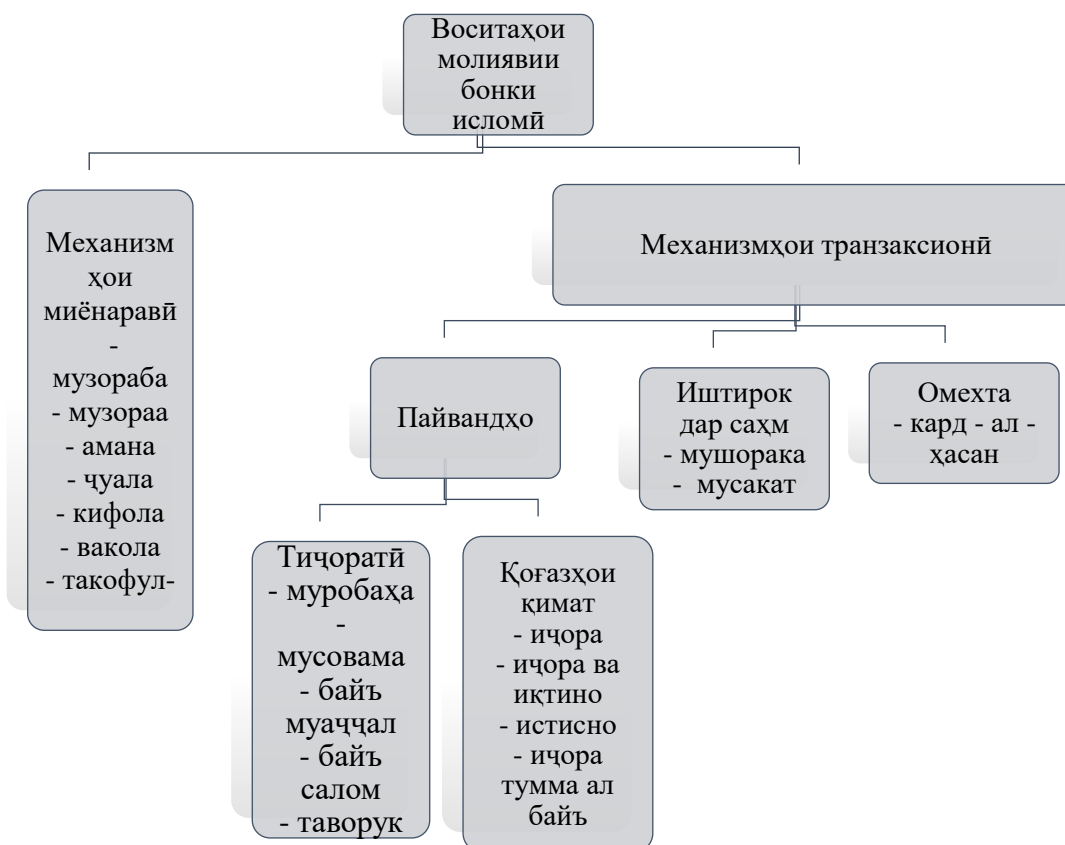 Воситаҳои
молиявии
бонки
исломӣ
Механизм
ҳои
миёнаравӣ
-
музораба
- музораа
- амана
- ҷуала
- кифола
- вакола
- такофул-
Механизмҳои транзаксионӣ
Пайвандҳо
Тиҷоратӣ
- муробаҳа
-
мусовама
- байъ
муаҷҷал
- байъ
салом
- таворук
Қоғазҳои
қимат
- иҷора
- иҷора ва
иқтино
- истисно
- иҷора
тумма ал
байъ
Иштирок
дар саҳм
- мушорака
- мусакат
Омехта
- кард - ал -
ҳасан